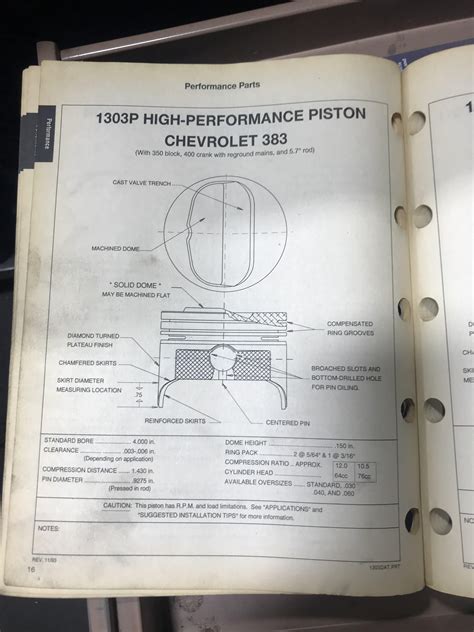 Performance Parts
1303P HIGH-PERFORMANCE PISTON
CHEVROLET 383
(With 350 block, 400 crank with reground mains, and 5.7" rod)
Performance
CAST VALVE TRENCH
MACHINED DOME
" SOLID DOME "
MAY BE MACHINED FLAT
COMPENSATED
RING GROOVES
DIAMOND TURNED
PLATEAU FINISH
CHAMFERED SKIRTS
BROACHED SLOTS AND
BOTTOM-DRILLED HOLE
FOR PIN OILING.
SKIRT DIAMETER
MEASURING LOCATION
.75
REINFORCED SKIRTS
CENTERED PIN
STANDARD BORE 4.000 in.
CLEARANCE .003-.006 in.
(Depending on application)
COMPRESSION DISTANCE 1.430 in.
PIN DIAMETER .9275 in.
(Pressed in rod)
DOME HEIGHT .150 in.
RING PACK 2 @ 5/64" & 1 @ 3/16"
COMPRESSION RATIO .. APPROX. 12.0 10.5
CYLINDER HEAD 64cc 76cc
AVAILABLE OVERSIZES STANDARD, .030
.040, AND .060
CAUTION: This piston has R.P.M. and load limitations. See "APPLICATIONS" and
"SUGGESTED INSTALLATION TIPS" for more information.
NOTES:
16